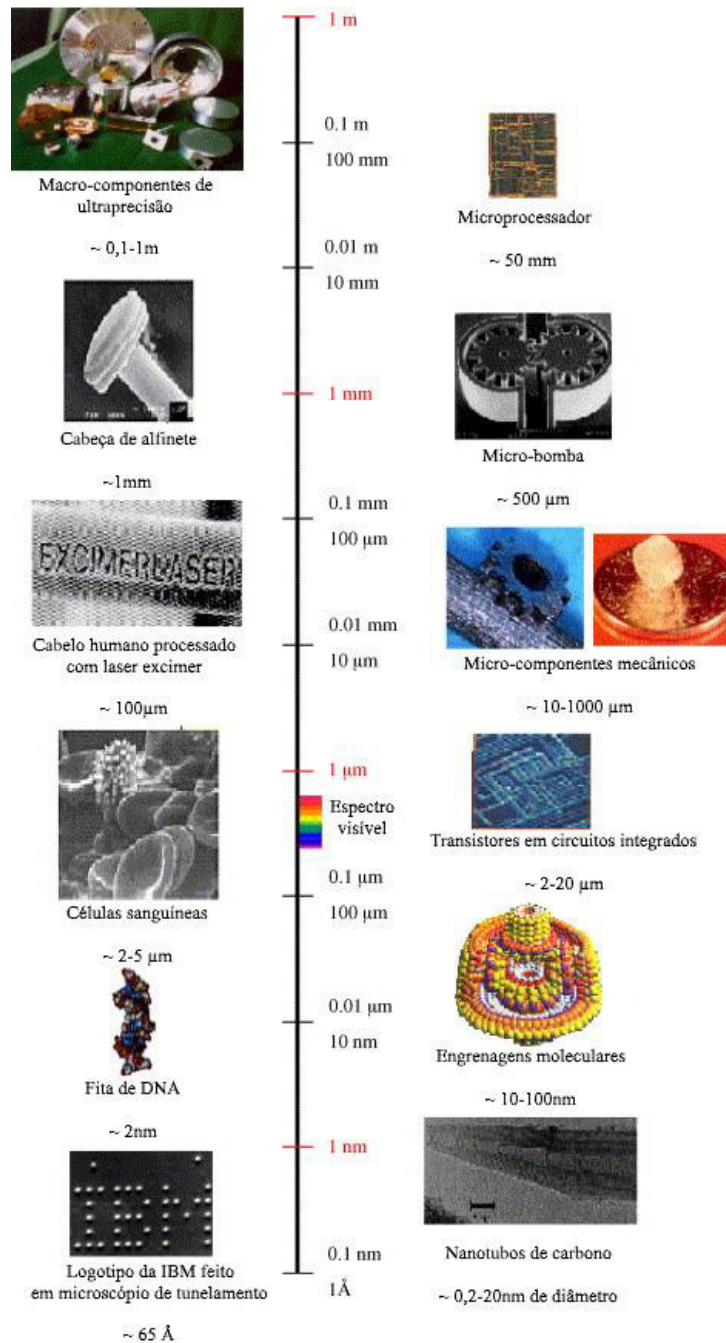 1 m
0.1 m
100 mm
Macro-componentes de
ultraprecisão
~ 0,1-1m
Microprocessador
~ 50 mm
0.01 m
10 mm
1 mm
Cabeça de alfinete
~1mm
Micro-bomba
~ 500 µm
0.1 mm
100 µm
EXCIMERLASER
Cabelo humano processado
com laser excimer
~ 100µm
0.01 mm
10 µm
Micro-componentes mecânicos
~ 10-1000 µm
1 µm
Espectro
visível
Transistores em circuitos integrados
~ 2-20 µm
0.1 µm
100 µm
Células sanguíneas
~ 2-5 µm
0.01 µm
10 nm
Engrenagens moleculares
~ 10-100nm
Fita de DNA
~ 2nm
1 nm
IBM
0.1 nm
1Å
Logotipo da IBM feito
em microscópio de tunelamento
~ 65 Å
Nanotubos de carbono
~ 0,2-20nm de diâmetro